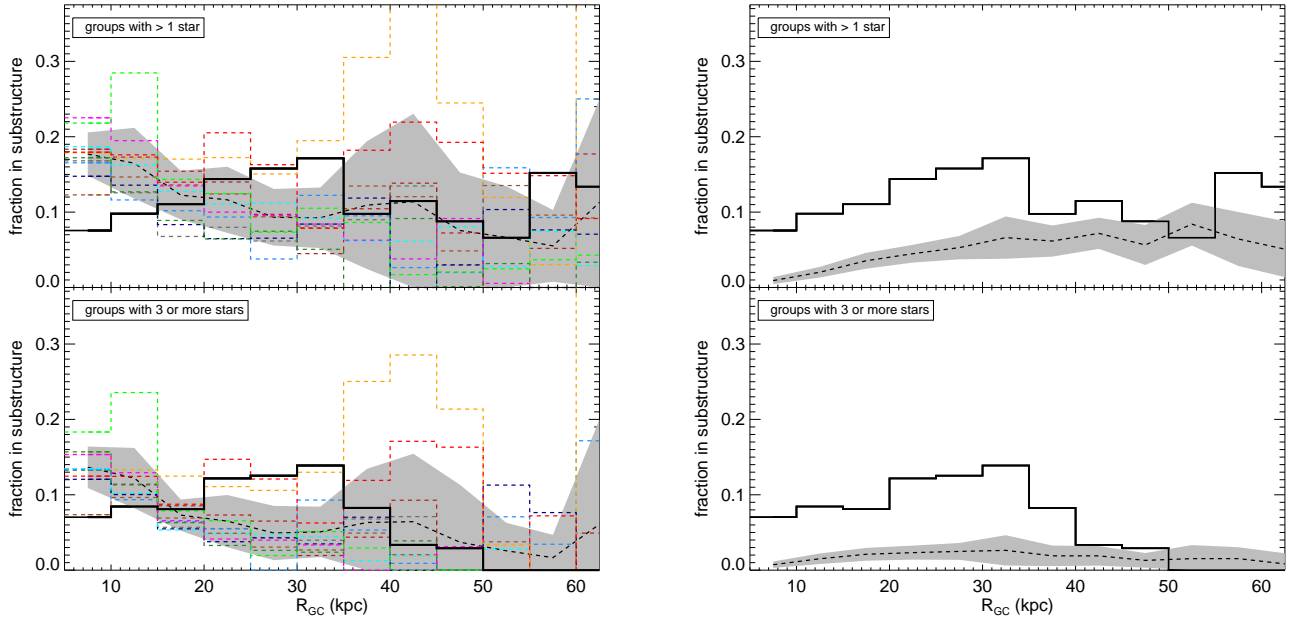 groups with > 1 star
fraction in substructure
0.3
0.2
0.1
0.0
groups with 3 or more stars
fraction in substructure
0.3
0.2
0.1
0.0
10 20 30 40 50 60
R_GC (kpc)
groups with > 1 star
fraction in substructure
0.3
0.2
0.1
0.0
groups with 3 or more stars
fraction in substructure
0.3
0.2
0.1
0.0
10 20 30 40 50 60
R_GC (kpc)